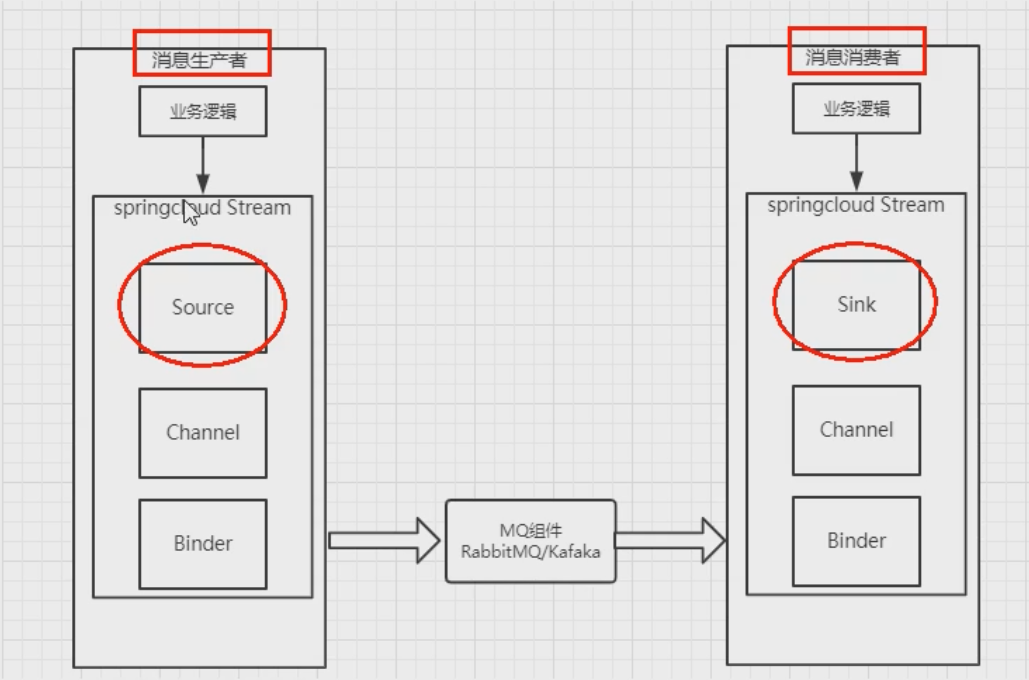 消息生产者
业务逻辑
springcloud Stream
Source
Channel
Binder
MQ组件
RabbitMQ/Kafaka
消息消费者
业务逻辑
springcloud Stream
Sink
Channel
Binder